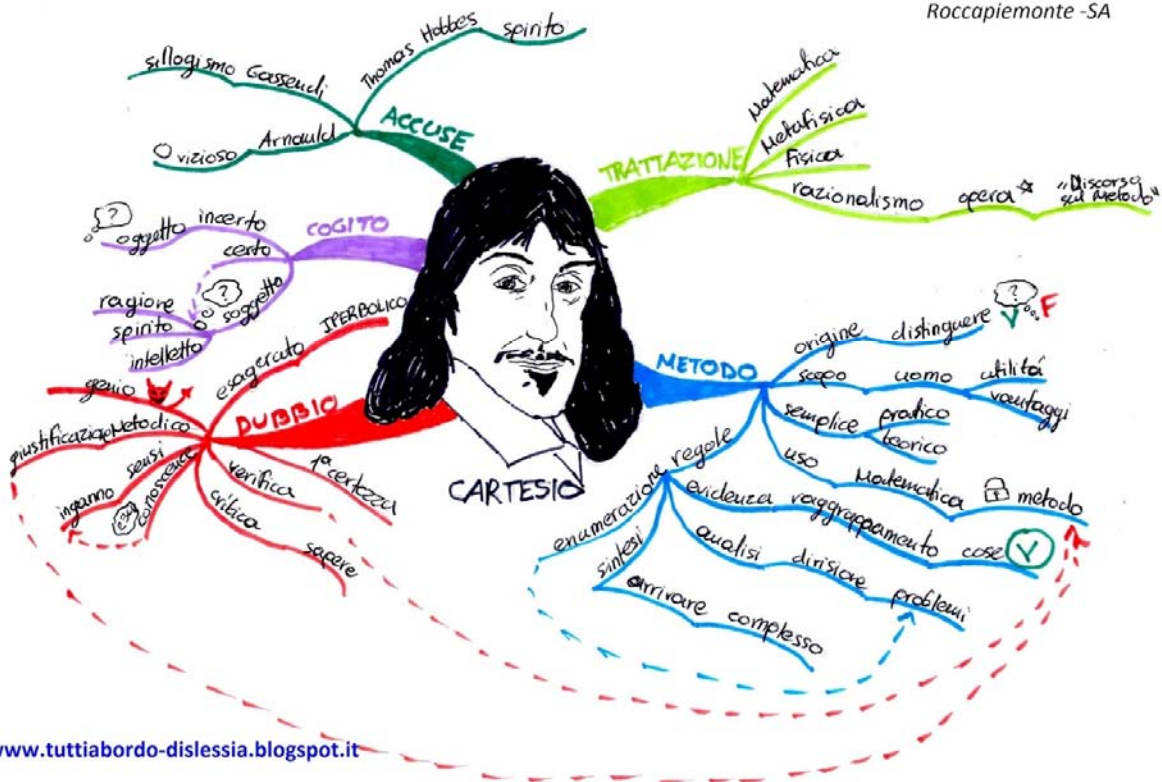 Roccapiemonte -SA
ACCUSE
Thomas Hobbes spirito
sillogismo Gassendi
O vizioso Arnauld
TRATTAZIONE
Matematica
Metafisica
Fisica
razionalismo opera "Discorso
sul Metodo"
COGITO
? oggetto incerto
certo
soggetto
?
ragione
spirito
intelletto
DUBBIO
esagerato IPERBOLICO
genio
giustificazione Metodico
inganno sensi
conoscenze
critica sapere
verifica
1ª certezza
CARTESIO
METODO
origine distinguere ? V F
scopo uomo utilitá
vantaggi
semplice pratico
teorico
uso Matematica metodo
regole
enumerazione
evidenza raggruppamento cose V
analisi divisione problemi
sintesi arrivare complesso
www.tuttiabordo-dislessia.blogspot.it